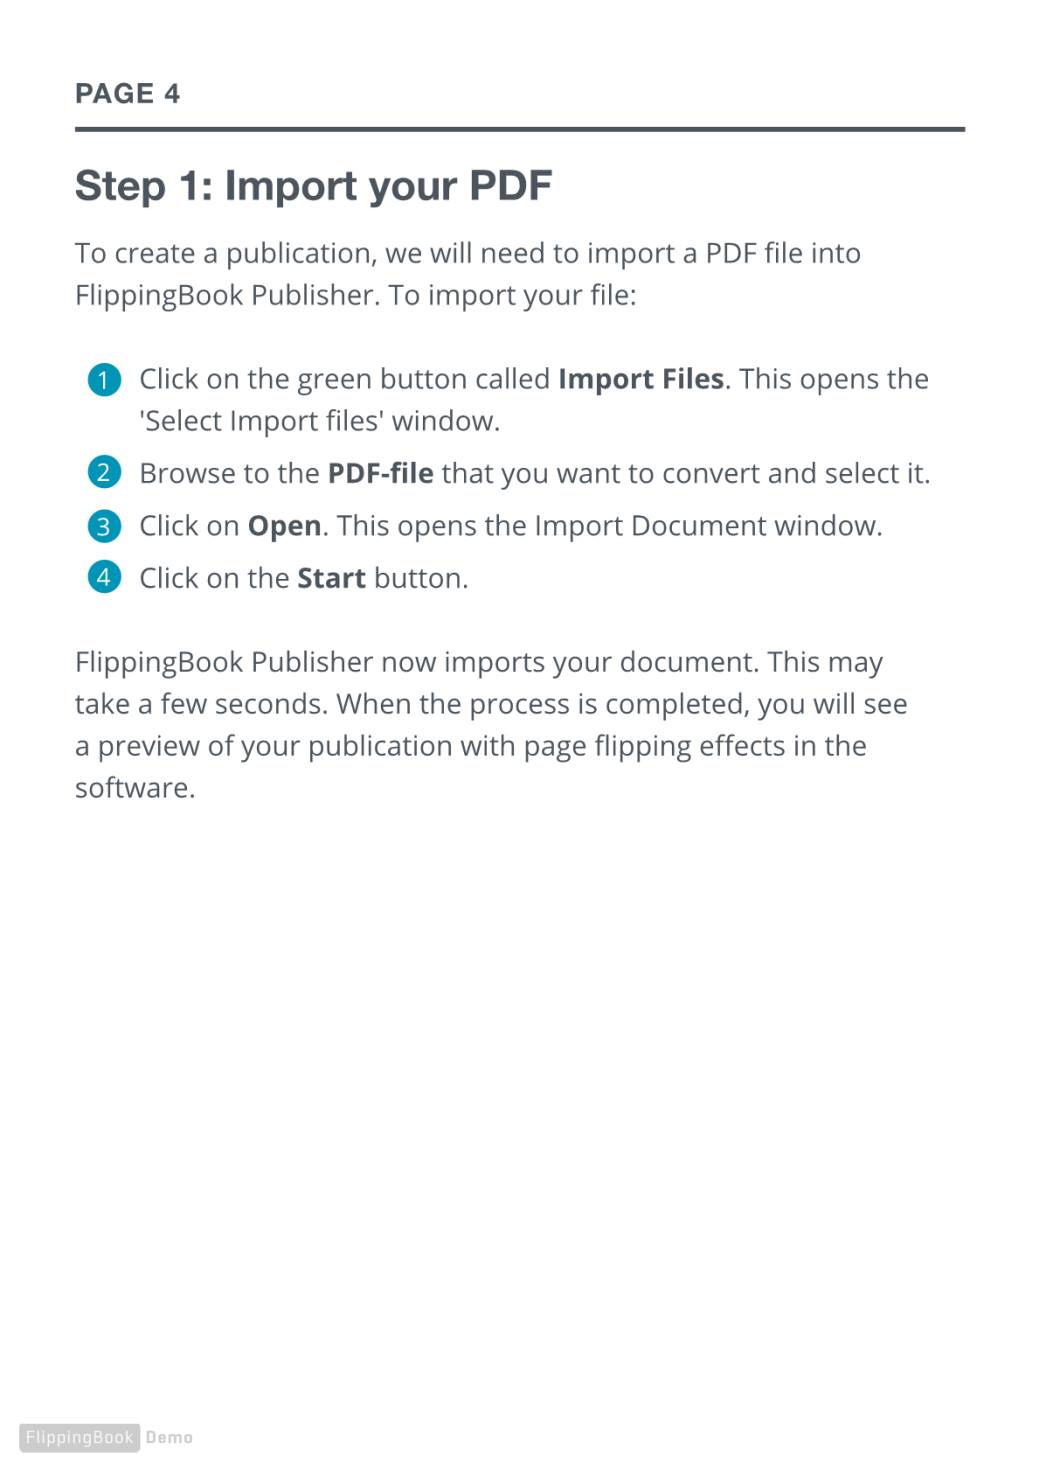 PAGE 4
Step 1: Import your PDF
To create a publication, we will need to import a PDF file into
FlippingBook Publisher. To import your file:
1 Click on the green button called Import Files. This opens the
'Select Import files' window.
2 Browse to the PDF-file that you want to convert and select it.
3 Click on Open. This opens the Import Document window.
4 Click on the Start button.
FlippingBook Publisher now imports your document. This may
take a few seconds. When the process is completed, you will see
a preview of your publication with page flipping effects in the
software.
FlippingBook Demo